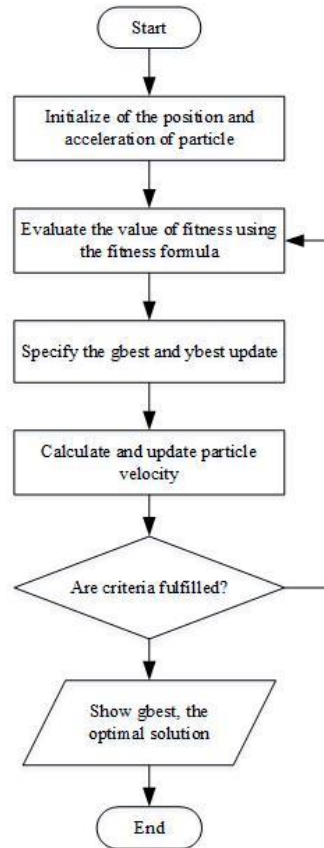 Start
Initialize of the position and
acceleration of particle
Evaluate the value of fitness using
the fitness formula
Specify the gbest and ybest update
Calculate and update particle
velocity
Are criteria fulfilled?
Show gbest, the
optimal solution
End